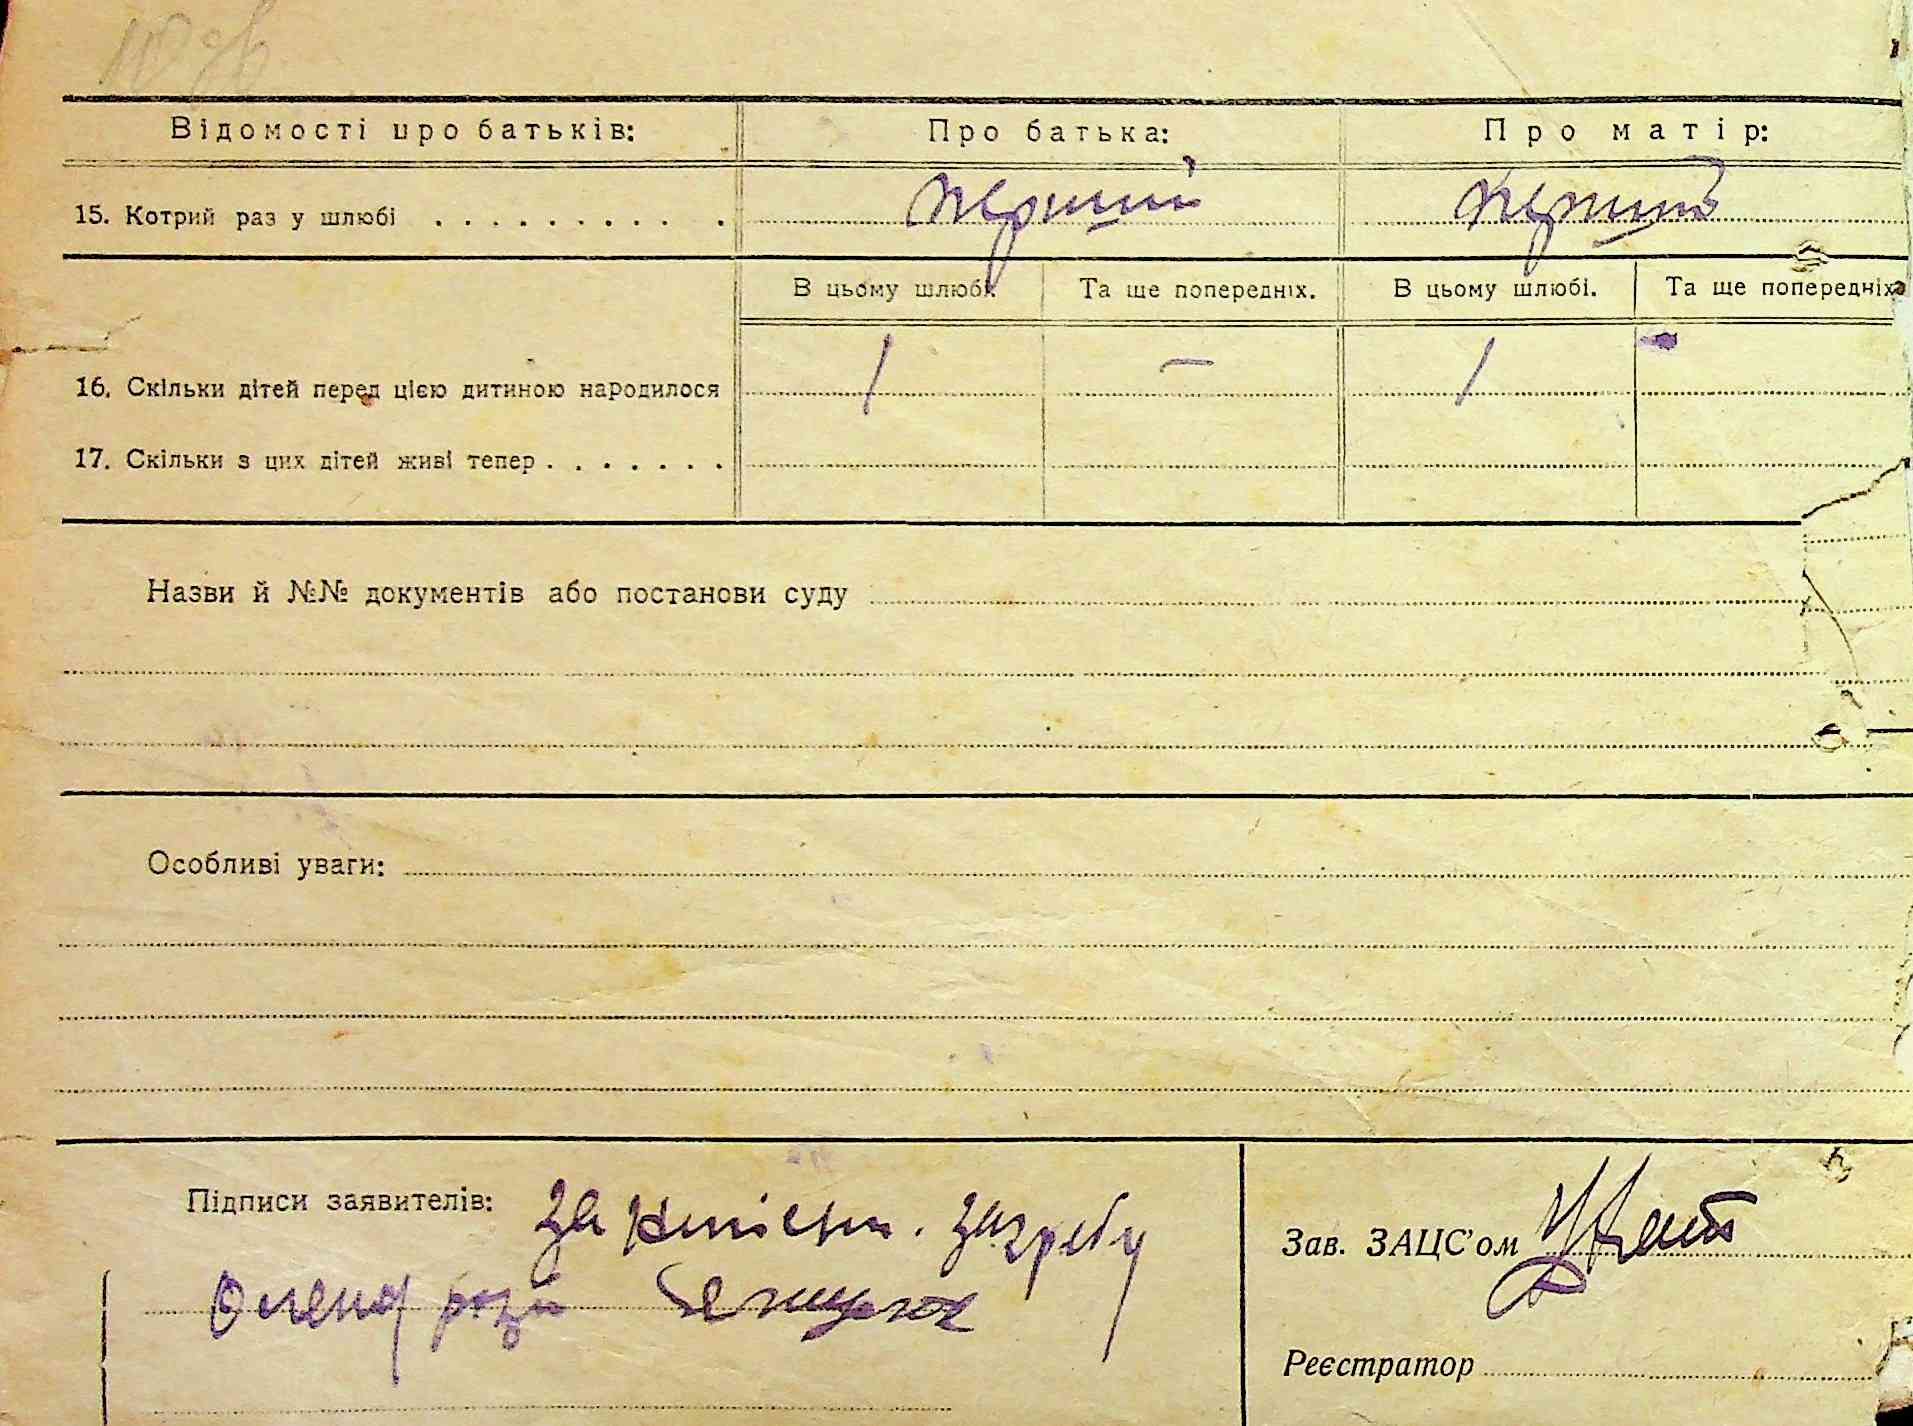 Відомості про батьків: Про батька: Про матір:
15. Котрий раз у шлюбі . . . . . . . . . . перший перший
В цьому шлюбі. Та ще попередніх. В цьому шлюбі. Та ще попередніх
16. Скільки дітей перед цією дитиною народилося 1 — 1 -
17. Скільки з цих дітей живі тепер . . . . . . .
Назви й №№ документів або постанови суду
Особливі уваги:
Підписи заявителів: за
Зав. ЗАЦС'ом
Реєстратор